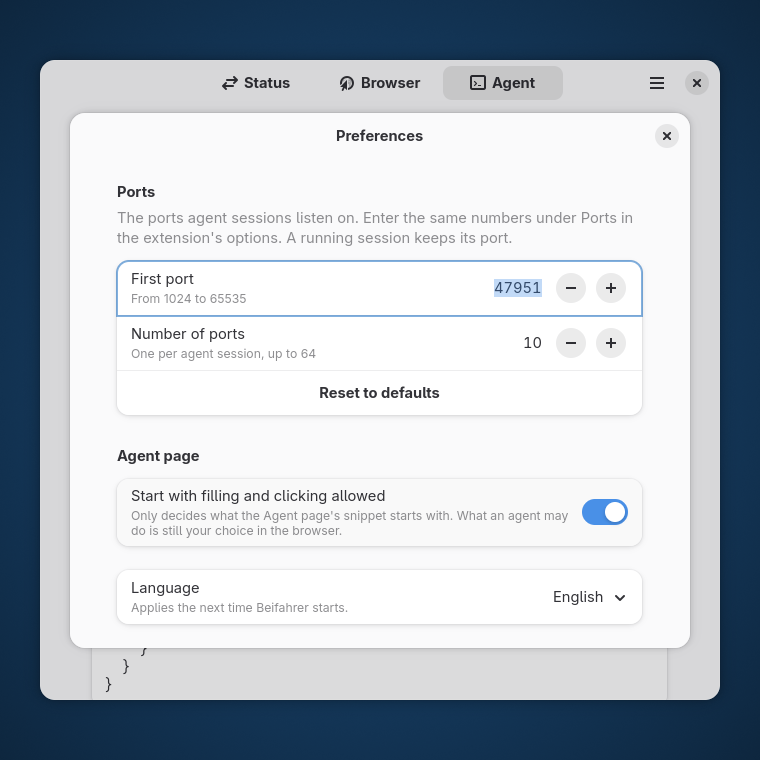 Status
Browser
Agent
Preferences
Ports
The ports agent sessions listen on. Enter the same numbers under Ports in
the extension's options. A running session keeps its port.
First port
From 1024 to 65535
47951
Number of ports
One per agent session, up to 64
10
Reset to defaults
Agent page
Start with filling and clicking allowed
Only decides what the Agent page's snippet starts with. What an agent may
do is still your choice in the browser.
Language
Applies the next time Beifahrer starts.
English
}
}
}